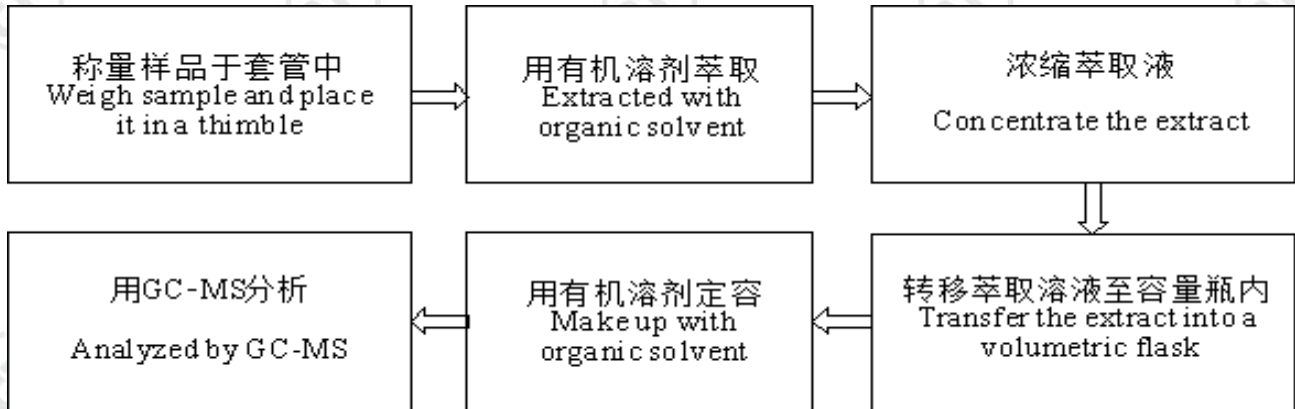 称量样品于套管中
Weigh sample and place
it in a thimble
用有机溶剂萃取
Extracted with
organic solvent
浓缩萃取液
Concentrate the extract
转移萃取溶液至容量瓶内
Transfer the extract into a
volumetric flask
用有机溶剂定容
Make up with
organic solvent
用GC-MS分析
Analyzed by GC-MS